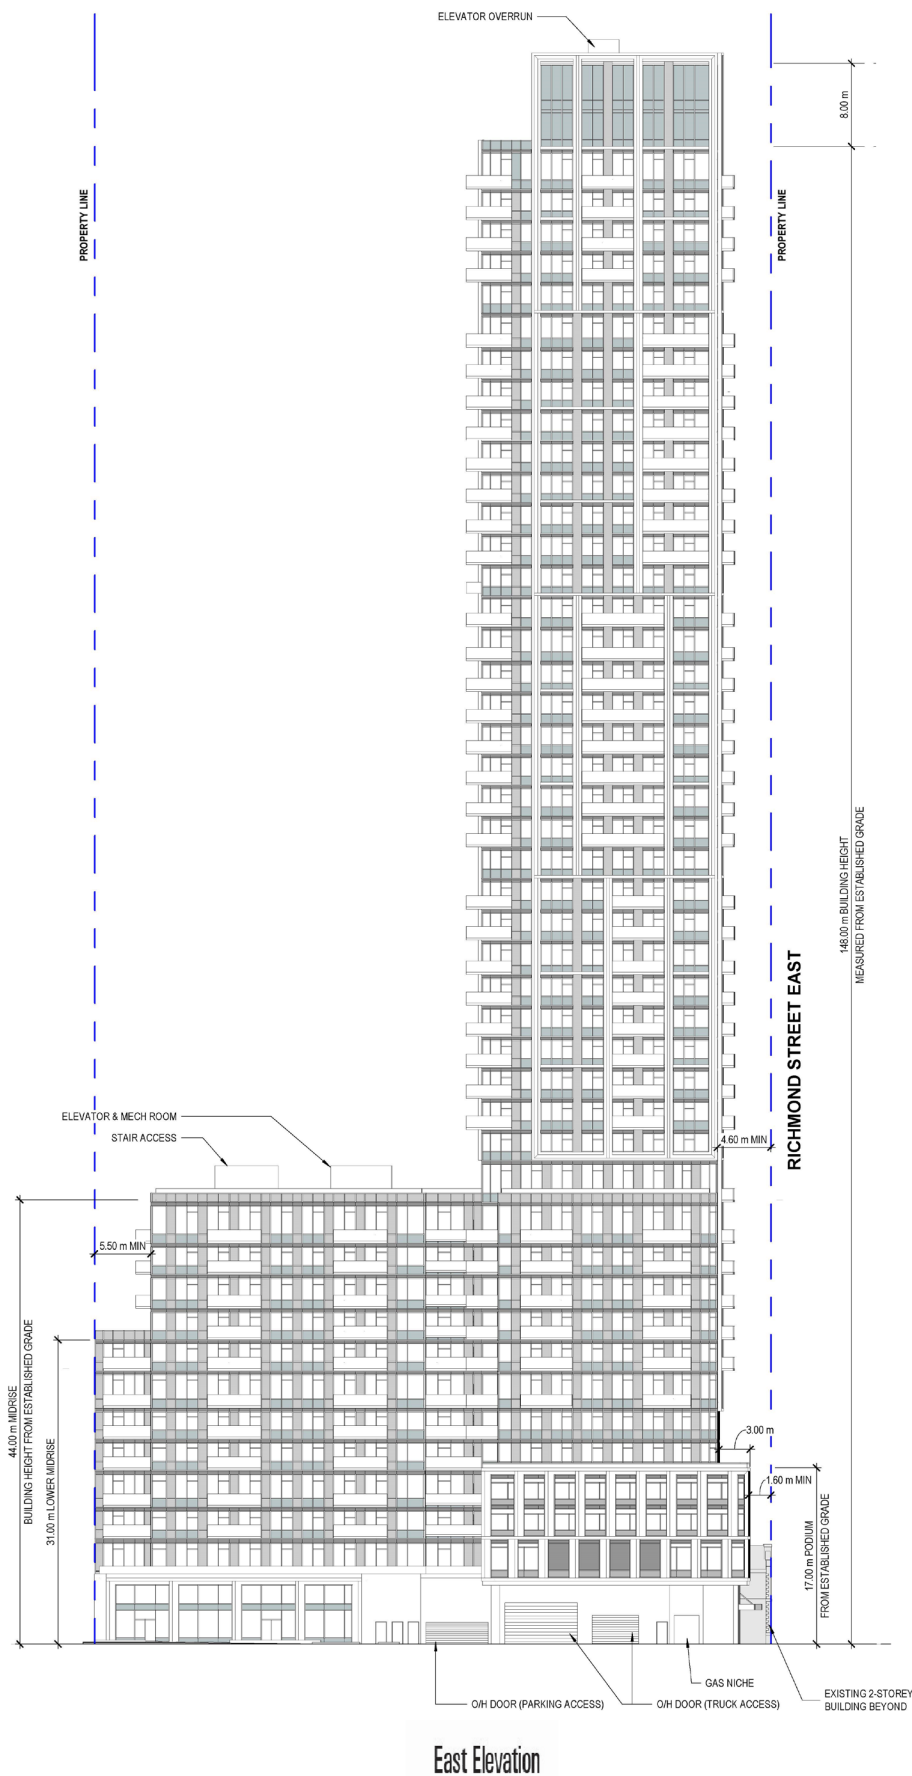 ELEVATOR OVERRUN
8.00 m
PROPERTY LINE
PROPERTY LINE
148.00 m BUILDING HEIGHT
MEASURED FROM ESTABLISHED GRADE
RICHMOND STREET EAST
ELEVATOR & MECH ROOM
STAIR ACCESS
4.60 m MIN
5.50 m MIN
44.00 m MIDRISE
BUILDING HEIGHT FROM ESTABLISHED GRADE
31.00 m LOWER MIDRISE
3.00 m
1.60 m MIN
17.00 m PODIUM
FROM ESTABLISHED GRADE
GAS NICHE
O/H DOOR (PARKING ACCESS)
O/H DOOR (TRUCK ACCESS)
EXISTING 2-STOREY
BUILDING BEYOND
East Elevation